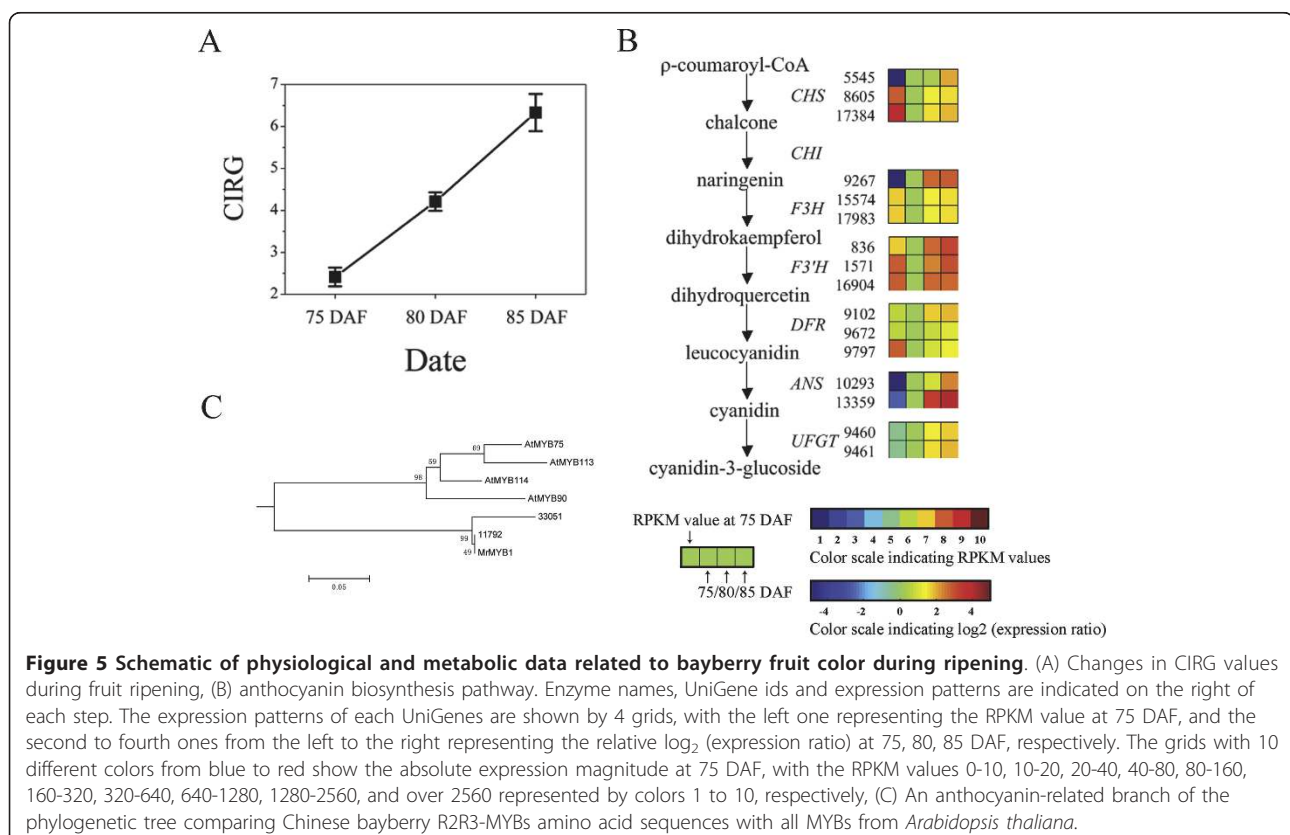 A
7
6
5
4
3
2
CIRG
75 DAF 80 DAF 85 DAF
Date
B
ρ-coumaroyl-CoA
CHS
5545
8605
17384
chalcone
CHI
naringenin
F3H
9267
15574
17983
dihydrokaempferol
F3'H
836
1571
16904
dihydroquercetin
DFR
9102
9672
9797
leucocyanidin
ANS
10293
13359
cyanidin
UFGT
9460
9461
cyanidin-3-glucoside
RPKM value at 75 DAF
75/80/85 DAF
1 2 3 4 5 6 7 8 9 10
Color scale indicating RPKM values
-4 -2 0 2 4
Color scale indicating log2 (expression ratio)
C
AtMYB75
69
AtMYB113
59
AtMYB114
98
AtMYB90
33051
11792
99
49
MrMYB1
0.05
Figure 5 Schematic of physiological and metabolic data related to bayberry fruit color during ripening. (A) Changes in CIRG values
during fruit ripening, (B) anthocyanin biosynthesis pathway. Enzyme names, UniGene ids and expression patterns are indicated on the right of
each step. The expression patterns of each UniGenes are shown by 4 grids, with the left one representing the RPKM value at 75 DAF, and the
second to fourth ones from the left to the right representing the relative log₂ (expression ratio) at 75, 80, 85 DAF, respectively. The grids with 10
different colors from blue to red show the absolute expression magnitude at 75 DAF, with the RPKM values 0-10, 10-20, 20-40, 40-80, 80-160,
160-320, 320-640, 640-1280, 1280-2560, and over 2560 represented by colors 1 to 10, respectively, (C) An anthocyanin-related branch of the
phylogenetic tree comparing Chinese bayberry R2R3-MYBs amino acid sequences with all MYBs from Arabidopsis thaliana.